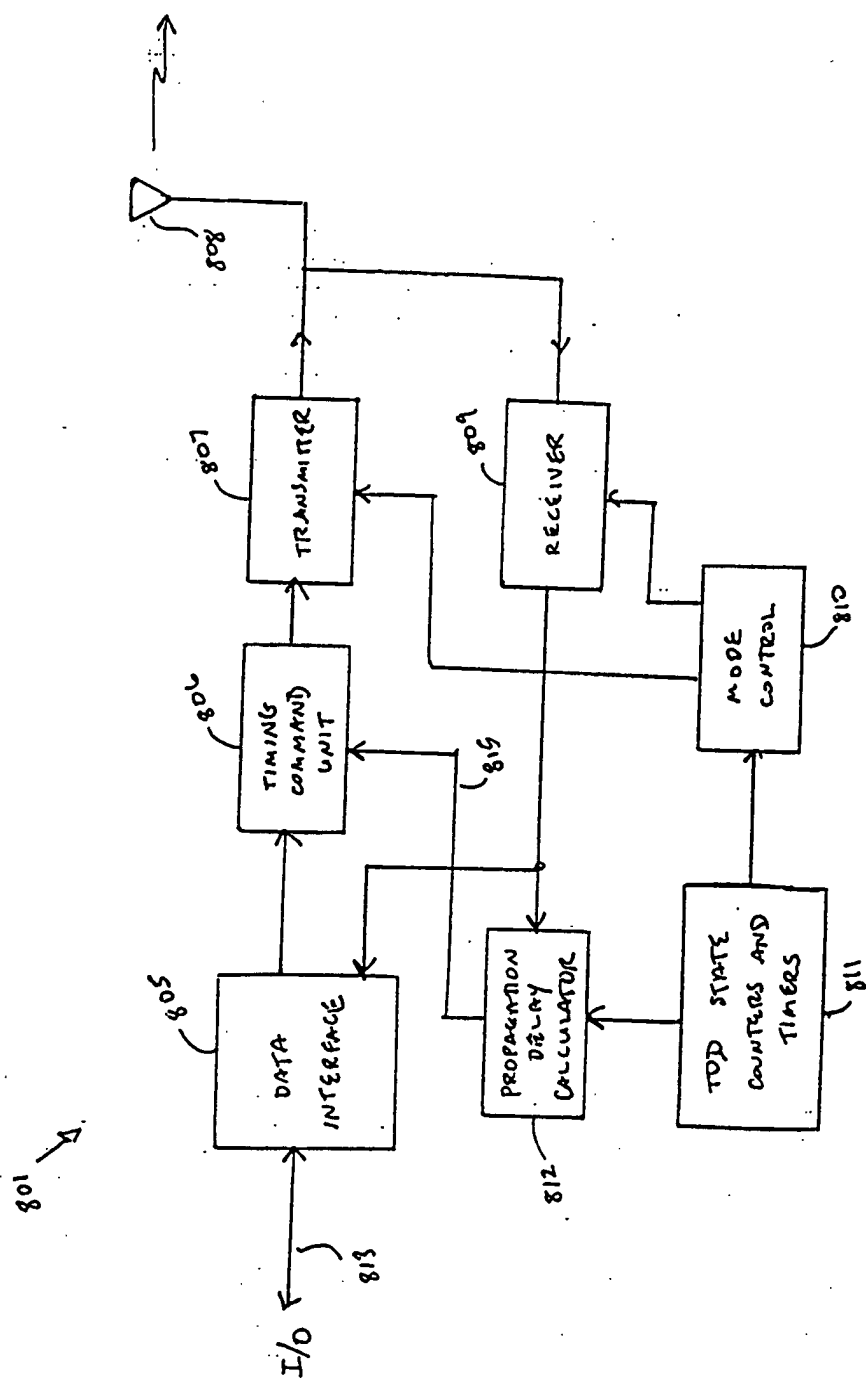 801
I/O
813
805
DATA
INTERFACE
806
TIMING
COMMAND
UNIT
807
TRANSMITTER
808
815
809
RECEIVER
812
PROPAGATION
DELAY
CALCULATOR
TDD STATE
COUNTERS AND
TIMERS
811
MODE
CONTROL
810